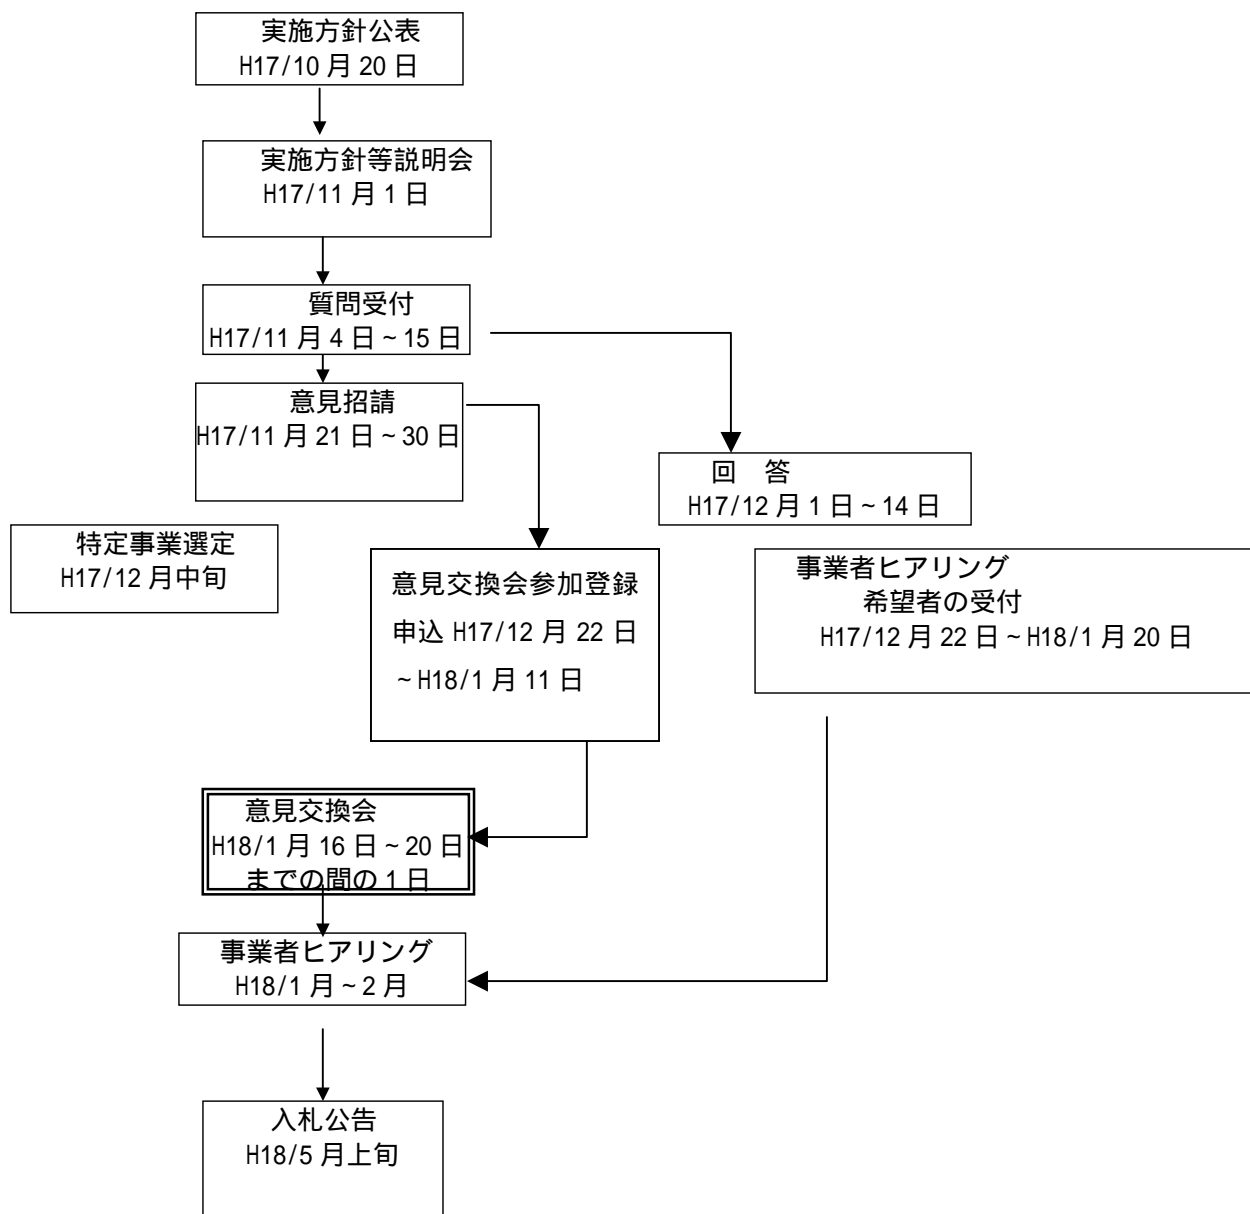 実施方針公表
H17/10 月 20 日
実施方針等説明会
H17/11 月 1 日
質問受付
H17/11 月 4 日～15 日
意見招請
H17/11 月 21 日～30 日
回　答
H17/12 月 1 日～14 日
特定事業選定
H17/12 月中旬
意見交換会参加登録
申込 H17/12 月 22 日
～H18/1 月 11 日
事業者ヒアリング
希望者の受付
H17/12 月 22 日～H18/1 月 20 日
意見交換会
H18/1 月 16 日～20 日
までの間の 1 日
事業者ヒアリング
H18/1 月～2 月
入札公告
H18/5 月上旬